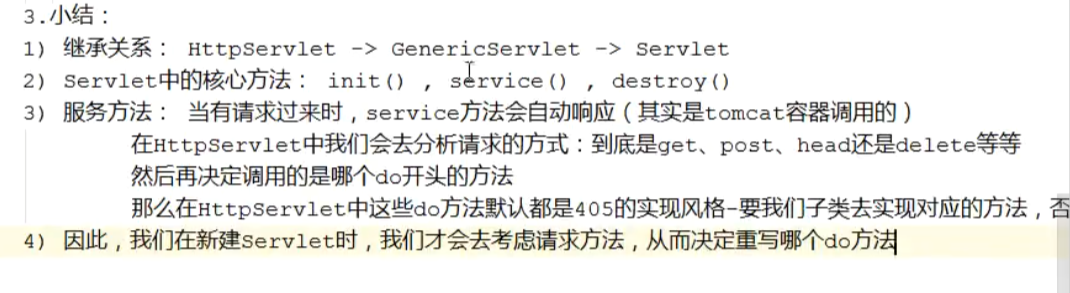 3.小结：
1) 继承关系： HttpServlet -> GenericServlet -> Servlet
2) Servlet中的核心方法： init() , service() , destroy()
3) 服务方法： 当有请求过来时，service方法会自动响应（其实是tomcat容器调用的）
在HttpServlet中我们会去分析请求的方式：到底是get、post、head还是delete等等
然后再决定调用的是哪个do开头的方法
那么在HttpServlet中这些do方法默认都是405的实现风格-要我们子类去实现对应的方法，否
4) 因此，我们在新建Servlet时，我们才会去考虑请求方法，从而决定重写哪个do方法